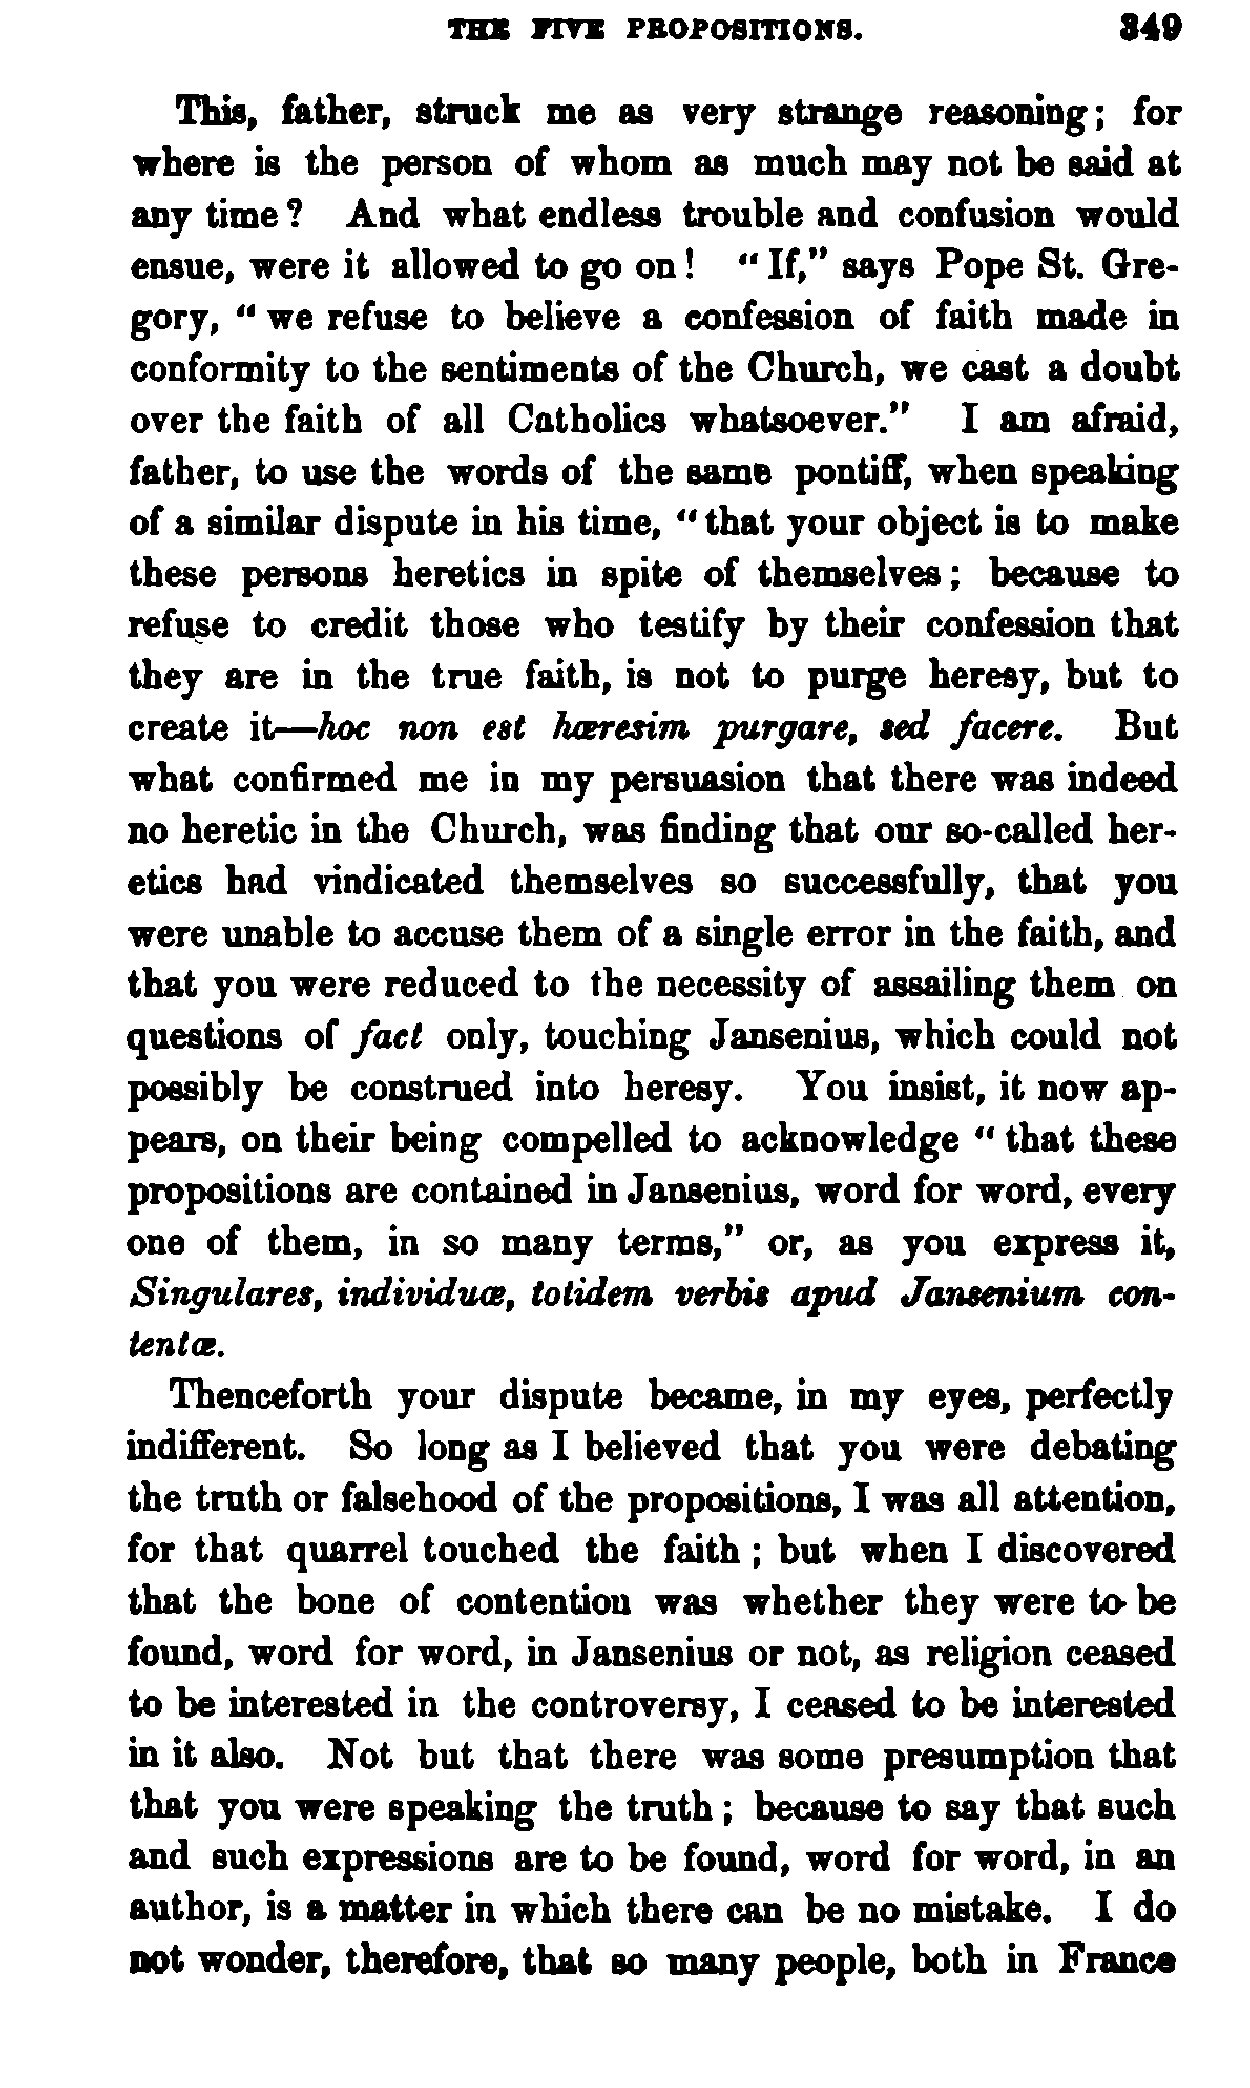 THE FIVE PROPOSITIONS. 349
This, father, struck me as very strange reasoning; for
where is the person of whom as much may not be said at
any time? And what endless trouble and confusion would
ensue, were it allowed to go on! "If," says Pope St. Gre-
gory, "we refuse to believe a confession of faith made in
conformity to the sentiments of the Church, we cast a doubt
over the faith of all Catholics whatsoever." I am afraid,
father, to use the words of the same pontiff, when speaking
of a similar dispute in his time, "that your object is to make
these persons heretics in spite of themselves; because to
refuse to credit those who testify by their confession that
they are in the true faith, is not to purge heresy, but to
create it—hoc non est hæresim purgare, sed facere. But
what confirmed me in my persuasion that there was indeed
no heretic in the Church, was finding that our so-called her-
etics had vindicated themselves so successfully, that you
were unable to accuse them of a single error in the faith, and
that you were reduced to the necessity of assailing them on
questions of fact only, touching Jansenius, which could not
possibly be construed into heresy. You insist, it now ap-
pears, on their being compelled to acknowledge "that these
propositions are contained in Jansenius, word for word, every
one of them, in so many terms," or, as you express it,
Singulares, individuæ, totidem verbis apud Jansenium con-
tentæ.
Thenceforth your dispute became, in my eyes, perfectly
indifferent. So long as I believed that you were debating
the truth or falsehood of the propositions, I was all attention,
for that quarrel touched the faith; but when I discovered
that the bone of contention was whether they were to be
found, word for word, in Jansenius or not, as religion ceased
to be interested in the controversy, I ceased to be interested
in it also. Not but that there was some presumption that
that you were speaking the truth; because to say that such
and such expressions are to be found, word for word, in an
author, is a matter in which there can be no mistake. I do
not wonder, therefore, that so many people, both in France